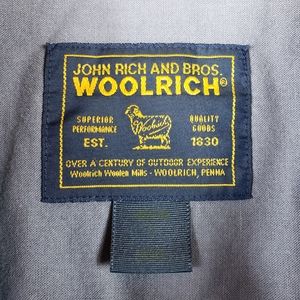 JOHN RICH AND BROS.
WOOLRICH®
SUPERIOR PERFORMANCE
Woolrich
QUALITY GOODS
EST.
1830
OVER A CENTURY OF OUTDOOR EXPERIENCE
Woolrich Woolen Mills - WOOLRICH, PENNA